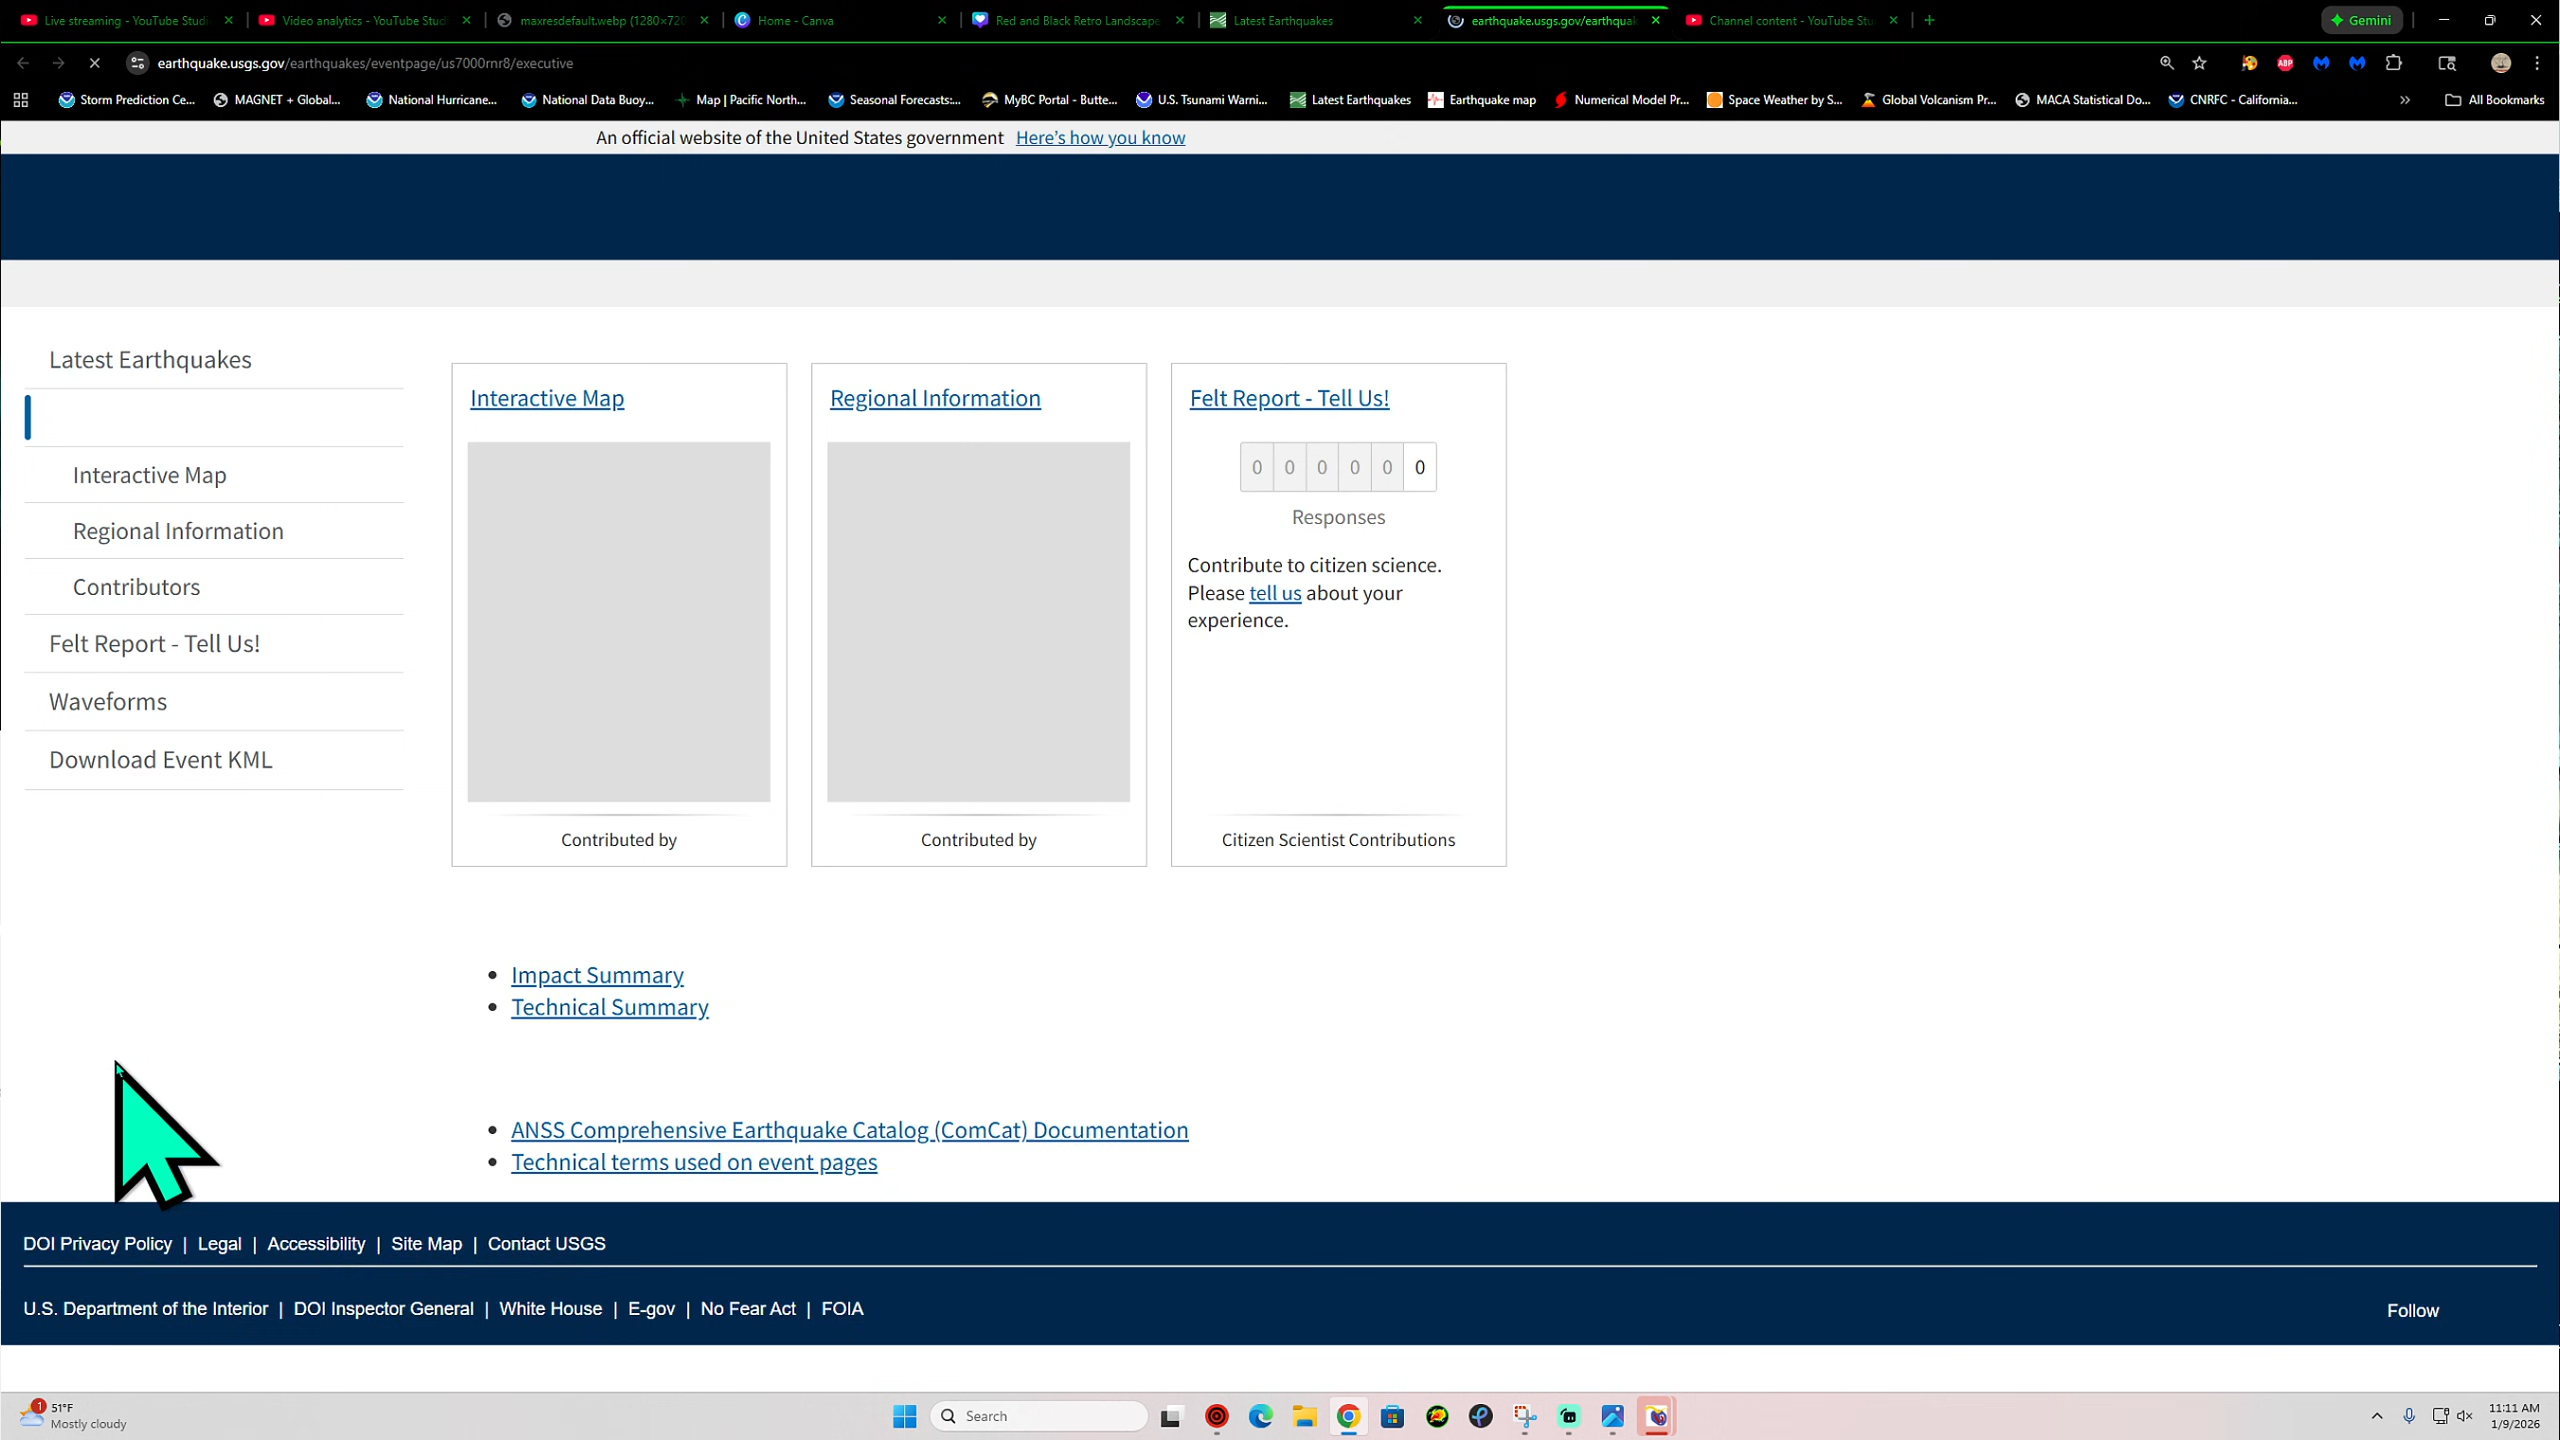 Live streaming - YouTube Studi
Video analytics - YouTube Stud
maxresdefault.webp (1280×720
Home - Canva
Red and Black Retro Landscape
Latest Earthquakes
earthquake.usgs.gov/earthqua
Channel content - YouTube Stu
Gemini
earthquake.usgs.gov/earthquakes/eventpage/us7000rnr8/executive
ABP
Storm Prediction Ce...
MAGNET + Global...
National Hurricane...
National Data Buoy...
Map | Pacific North...
Seasonal Forecasts:...
MyBC Portal - Butte...
U.S. Tsunami Warni...
Latest Earthquakes
Earthquake map
Numerical Model Pr...
Space Weather by S...
Global Volcanism Pr...
MACA Statistical Do...
CNRFC - California...
All Bookmarks
An official website of the United States government Here's how you know
Latest Earthquakes
Interactive Map
Regional Information
Contributors
Felt Report - Tell Us!
Waveforms
Download Event KML
Interactive Map
Contributed by
Regional Information
Contributed by
Felt Report - Tell Us!
0 0 0 0 0 0
Responses
Contribute to citizen science.
Please tell us about your
experience.
Citizen Scientist Contributions
• Impact Summary
• Technical Summary
• ANSS Comprehensive Earthquake Catalog (ComCat) Documentation
• Technical terms used on event pages
DOI Privacy Policy | Legal | Accessibility | Site Map | Contact USGS
U.S. Department of the Interior | DOI Inspector General | White House | E-gov | No Fear Act | FOIA
Follow
1
51°F
Mostly cloudy
Search
11:11 AM
1/9/2026